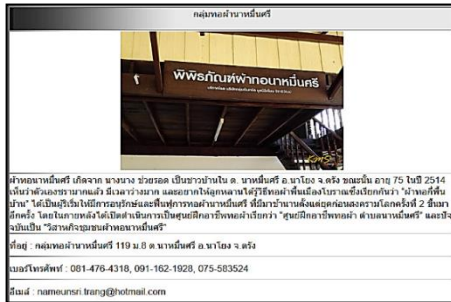 กลุ่มทอผ้านาหมื่นศรี
พิพิธภัณฑ์ผ้าทอนาหมื่นศรี
ผ้าทอนาหมื่นศรี เกิดจาก นางนาง ช่วยรอด เป็นชาวบ้านใน ต. นาหมื่นศรี อ.นาโยง จ.ตรัง ขณะนั้น อายุ 75 ในปี 2514
เห็นว่าตัวเองชรามากแล้ว มีเวลาว่างมาก และอยากให้ลูกหลานได้รู้วิธีทอผ้าพื้นเมืองโบราณซึ่งเรียกกันว่า "ผ้าทอกี่พื้น
บ้าน" ได้เป็นผู้ริเริ่มให้มีการอนุรักษ์และฟื้นฟูการทอผ้านาหมื่นศรี ที่มีมาช้านานตั้งแต่ยุคก่อนสงครามโลกครั้งที่ 2 ขึ้นมา
อีกครั้ง โดยในภายหลังได้เปิดดำเนินการเป็นศูนย์ฝึกอาชีพทอผ้าเรียกว่า "ศูนย์ฝึกอาชีพทอผ้า ตำบลนาหมื่นศรี" และปัจ
จุบันเป็น "วิสาหกิจชุมชนผ้าทอนาหมื่นศรี"
ที่อยู่ : กลุ่มทอผ้านาหมื่นศรี 119 ม.8 ต.นาหมื่นศรี อ.นาโยง จ.ตรัง
เบอร์โทรศัพท์ : 081-476-4318, 091-162-1928, 075-583524
อีเมล์ : nameunsri.trang@hotmail.com